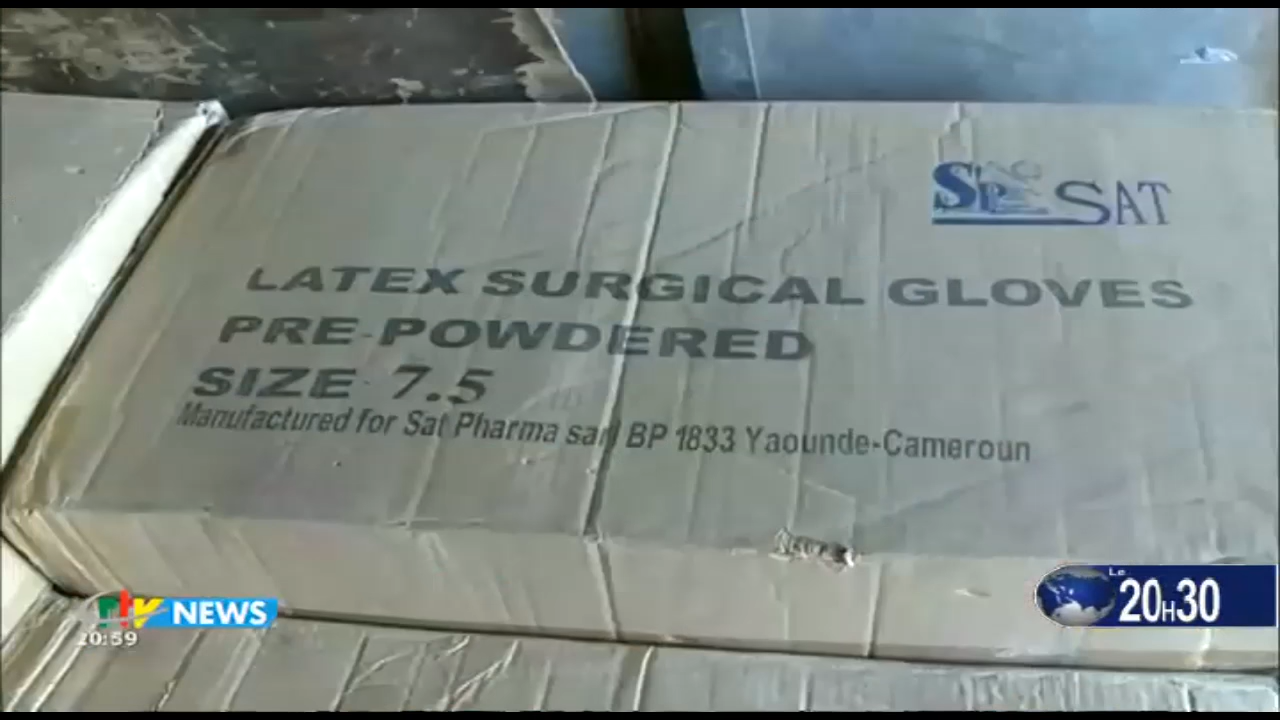 SP SAT
LATEX SURGICAL GLOVES
PRE-POWDERED
SIZE 7.5
Manufactured for Sat Pharma sarl BP 1833 Yaounde-Cameroun
NEWS
20:59
Le
20H30